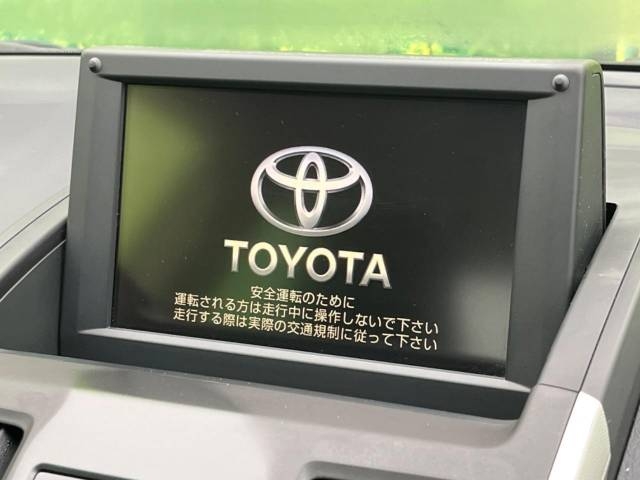 TOYOTA
安全運転のために
運転される方は走行中に操作しないで下さい
走行する際は実際の交通規制に従って下さい